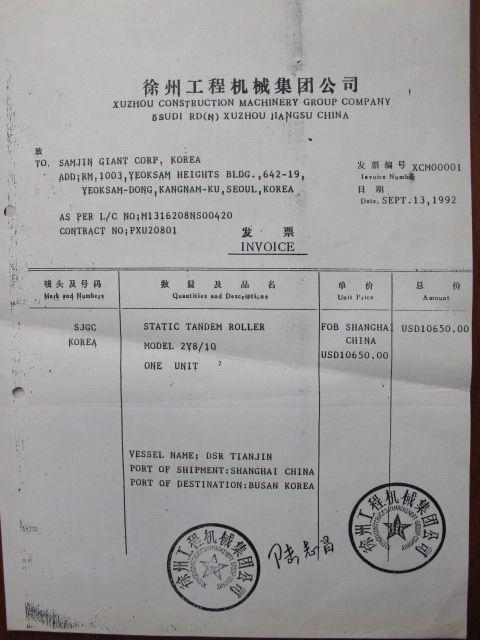 徐州工程机械集团公司
XUZHOU CONSTRUCTION MACHINERY GROUP COMPANY
5SUDI RD(N) XUZHOU JIANGSU CHINA
致
TO. SAMJIN GIANT CORP, KOREA
ADD;RM,1003,YEOKSAM HEIGHTS BLDG.,642-19,
YEOKSAM-DONG,KANGNAM-KU,SEOUL,KOREA
发票编号 XCM00001
Invoice Number
日期
Date: SEPT.13,1992
AS PER L/C NO;M1316208NS00420
CONTRACT NO;PXU20801
发票
INVOICE
唛头及号码 数量及品名 单价 总价
Mark and Numbers Quantities and Descriptions Unit Price Amount
SJGC STATIC TANDEM ROLLER FOB SHANGHAI USD10650.00
KOREA MODEL 2Y8/10 CHINA
ONE UNIT USD10650.00
VESSEL NAME; DSR TIANJIN
PORT OF SHIPMENT:SHANGHAI CHINA
PORT OF DESTINATION:BUSAN KOREA
徐州工程机械集团公司
徐州工程机械集团公司